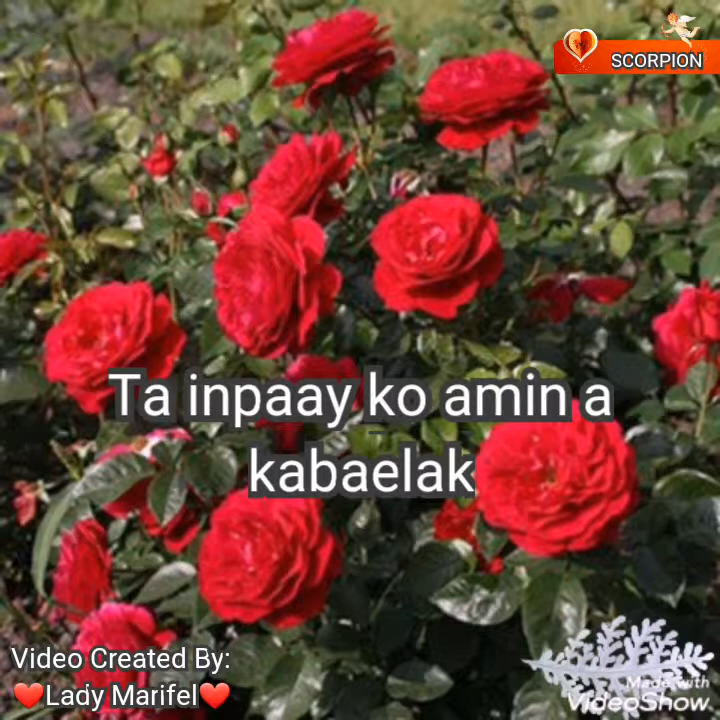 SCORPION
Ta inpaay ko amin a
kabaelak
Video Created By:
❤Lady Marifel❤
Made with
VideoShow